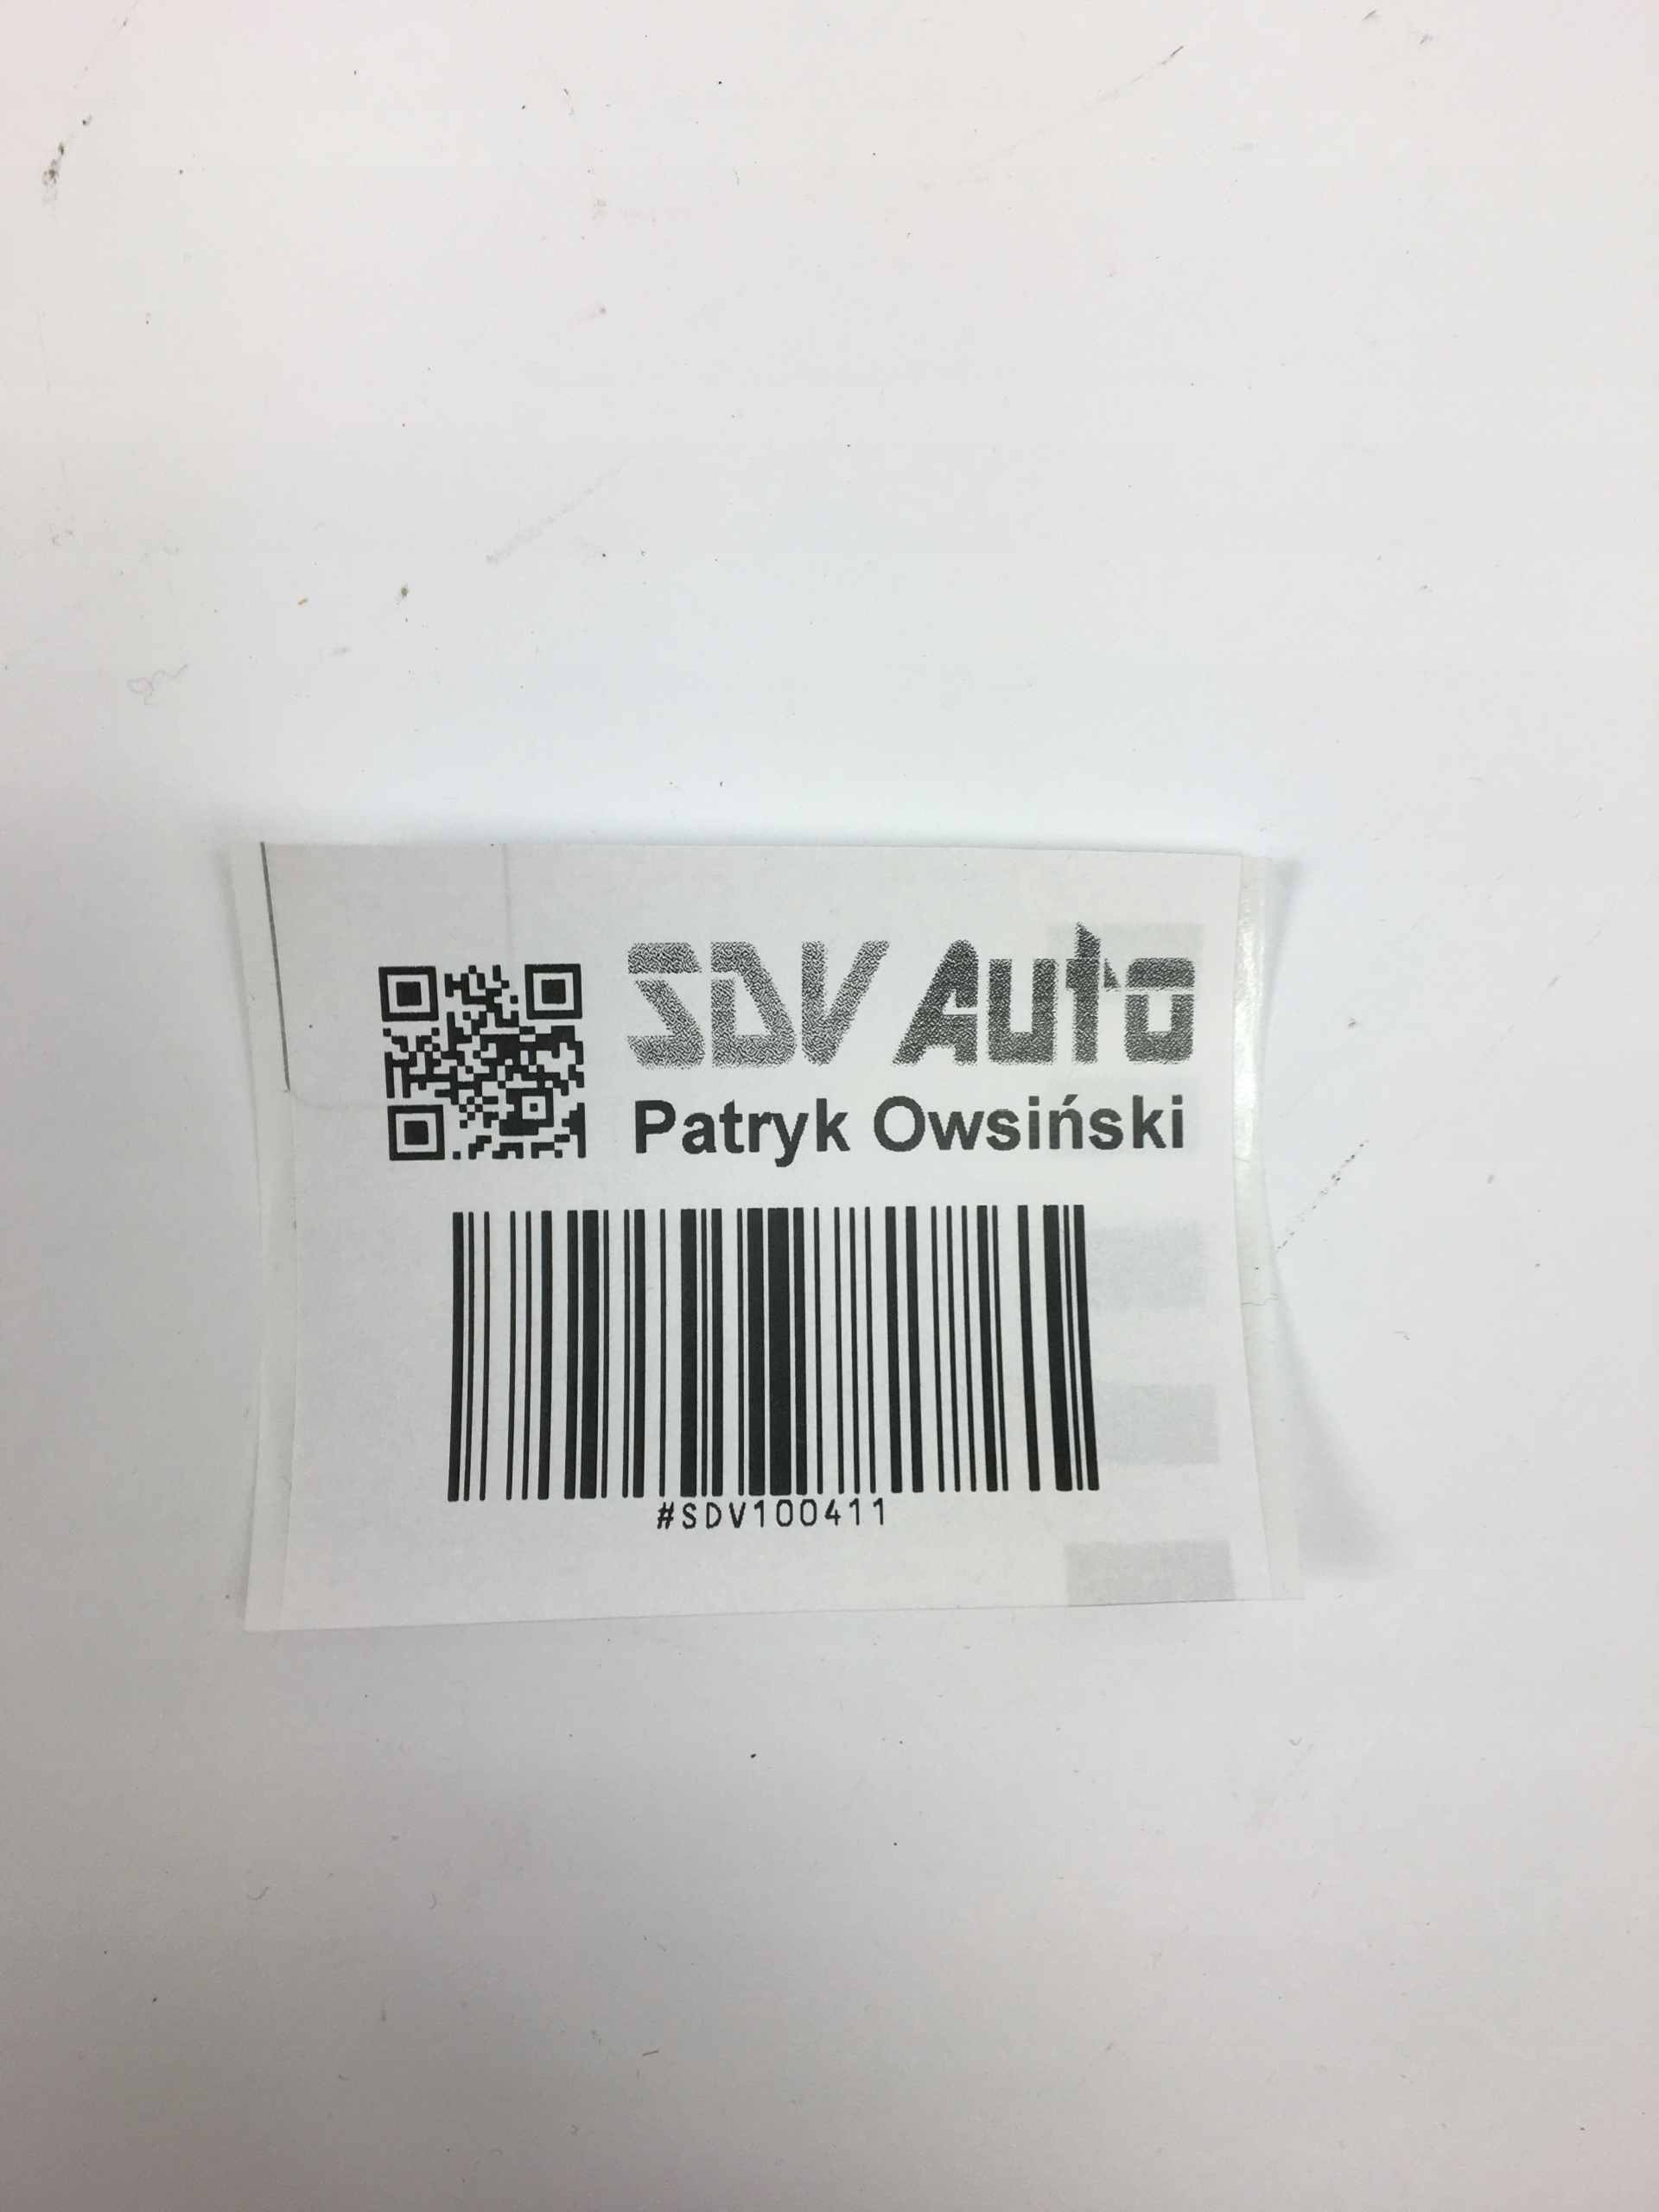 SDV Auto
Patryk Owsiński
#SDV100411